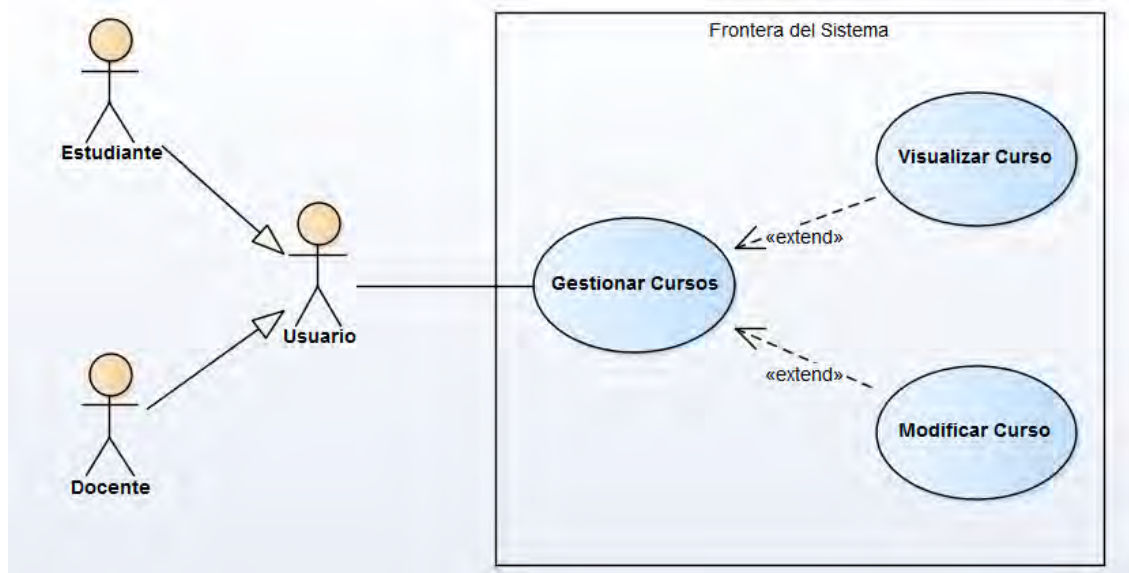 Frontera del Sistema
Estudiante
Visualizar Curso
«extend»
Gestionar Cursos
Usuario
«extend»
Modificar Curso
Docente